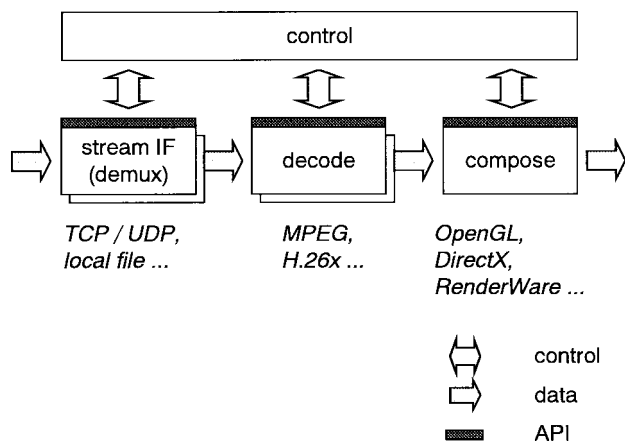 control
stream IF
(demux)
decode
compose
TCP / UDP,
local file ...
MPEG,
H.26x ...
OpenGL,
DirectX,
RenderWare ...
control
data
API